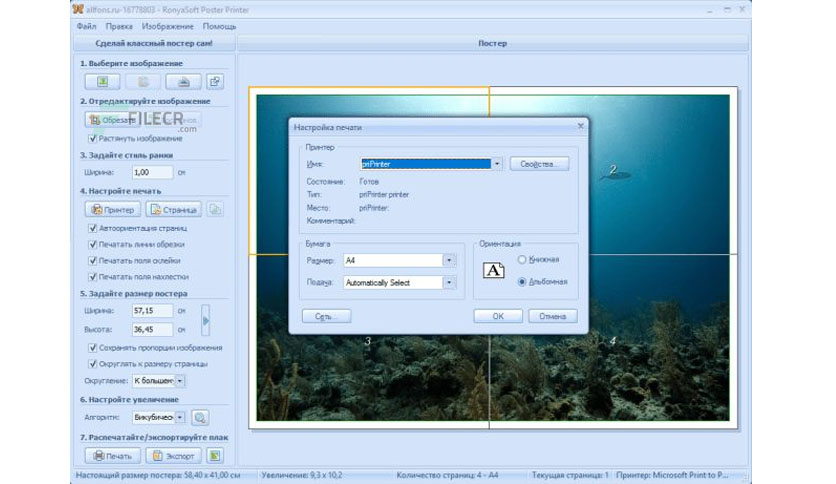 allfons.ru-16778803 - RonyaSoft Poster Printer
Файл Правка Изображение Помощь
Сделай классный постер сам!
Постер
1. Выберите изображение
2. Отредактируйте изображение
Обрезать
FILECR
.com
Растянуть изображение
3. Задайте стиль рамки
Ширина: 1,00 см
4. Настройте печать
Принтер Страница
Автоориентация страниц
Печатать линии обрезки
Печатать поля склейки
Печатать поля нахлестки
5. Задайте размер постера
Ширина: 57,15 см
Высота: 36,45 см
Сохранять пропорции изображения
Округлять к размеру страницы
Округление: К большем
6. Настройте увеличение
Алгоритм: Бикубичес
7. Распечатайте/экспортируйте плак
Печать Экспорт
Настройка печати
Принтер
Имя: priPrinter Свойства...
Состояние: Готов
Тип: priPrinter printer
Место: priPrinter:
Комментарий:
Бумага
Размер: A4
Подача: Automatically Select
Ориентация
A
Книжная
Альбомная
Сеть... OK Отмена
2
3
4
Настоящий размер постера: 58,40 x 41,00 см Увеличение: 9,3 x 10,2 Количество страниц: 4 - A4 Текущая страница: 1 Принтер: Microsoft Print to P...